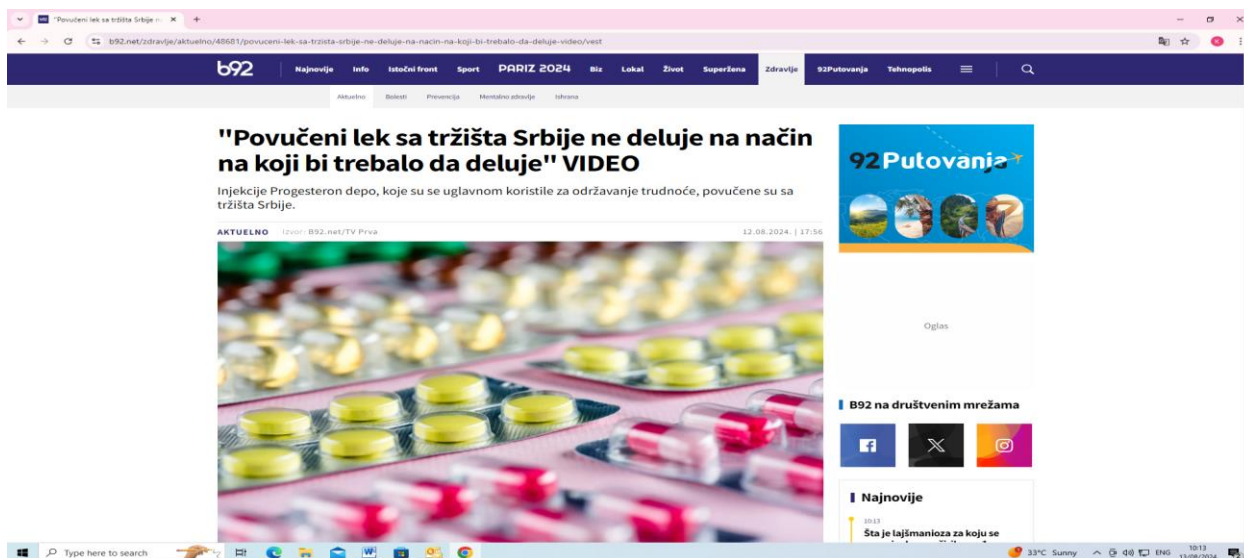 "Povučeni lek sa tržišta Srbije n
b92.net/zdravlje/aktuelno/48681/povuceni-lek-sa-trzista-srbije-ne-deluje-na-nacin-na-koji-bi-trebalo-da-deluje-video/vest
b92 Najnovije Info Istočni front Sport PARIZ 2024 Biz Lokal Život Superžena Zdravlje 92Putovanja Tehnopolis
Aktuelno Bolesti Prevencija Mentalno zdravlje Ishrana
"Povučeni lek sa tržišta Srbije ne deluje na način
na koji bi trebalo da deluje" VIDEO
Injekcije Progesteron depo, koje su se uglavnom koristile za održavanje trudnoće, povučene su sa
tržišta Srbije.
AKTUELNO Izvor: B92.net/TV Prva 12.08.2024. | 17:56
92Putovanja
Oglas
B92 na društvenim mrežama
Najnovije
10:13
Šta je lajšmanioza za koju se
Type here to search
33°C Sunny ENG 10:13
13/08/2024